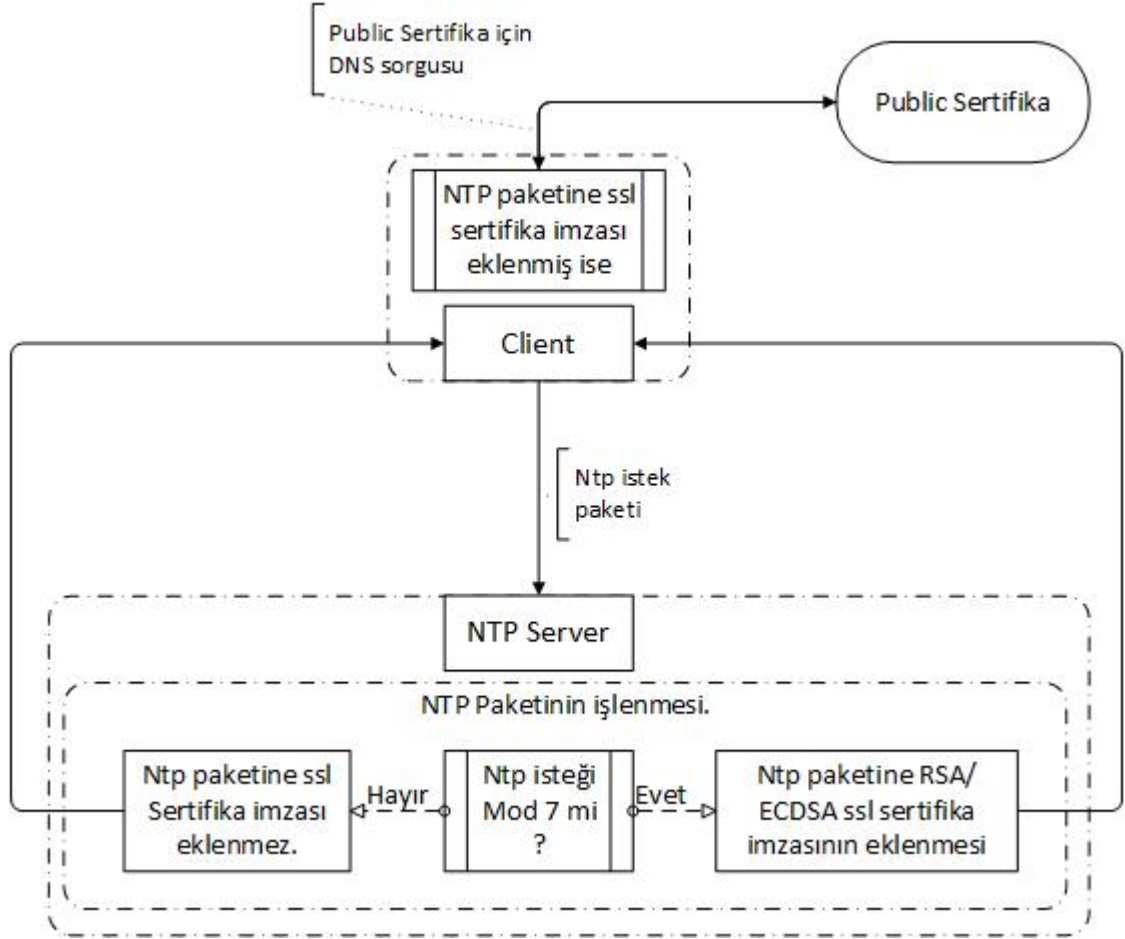 Public Sertifika için
DNS sorgusu
Public Sertifika
NTP paketine ssl
sertifika imzası
eklenmiş ise
Client
Ntp istek
paketi
NTP Server
NTP Paketinin işlenmesi.
Ntp paketine ssl
Sertifika imzası
eklenmez.
Hayır
Ntp isteği
Mod 7 mi
?
Evet
Ntp paketine RSA/
ECDSA ssl sertifika
imzasının eklenmesi